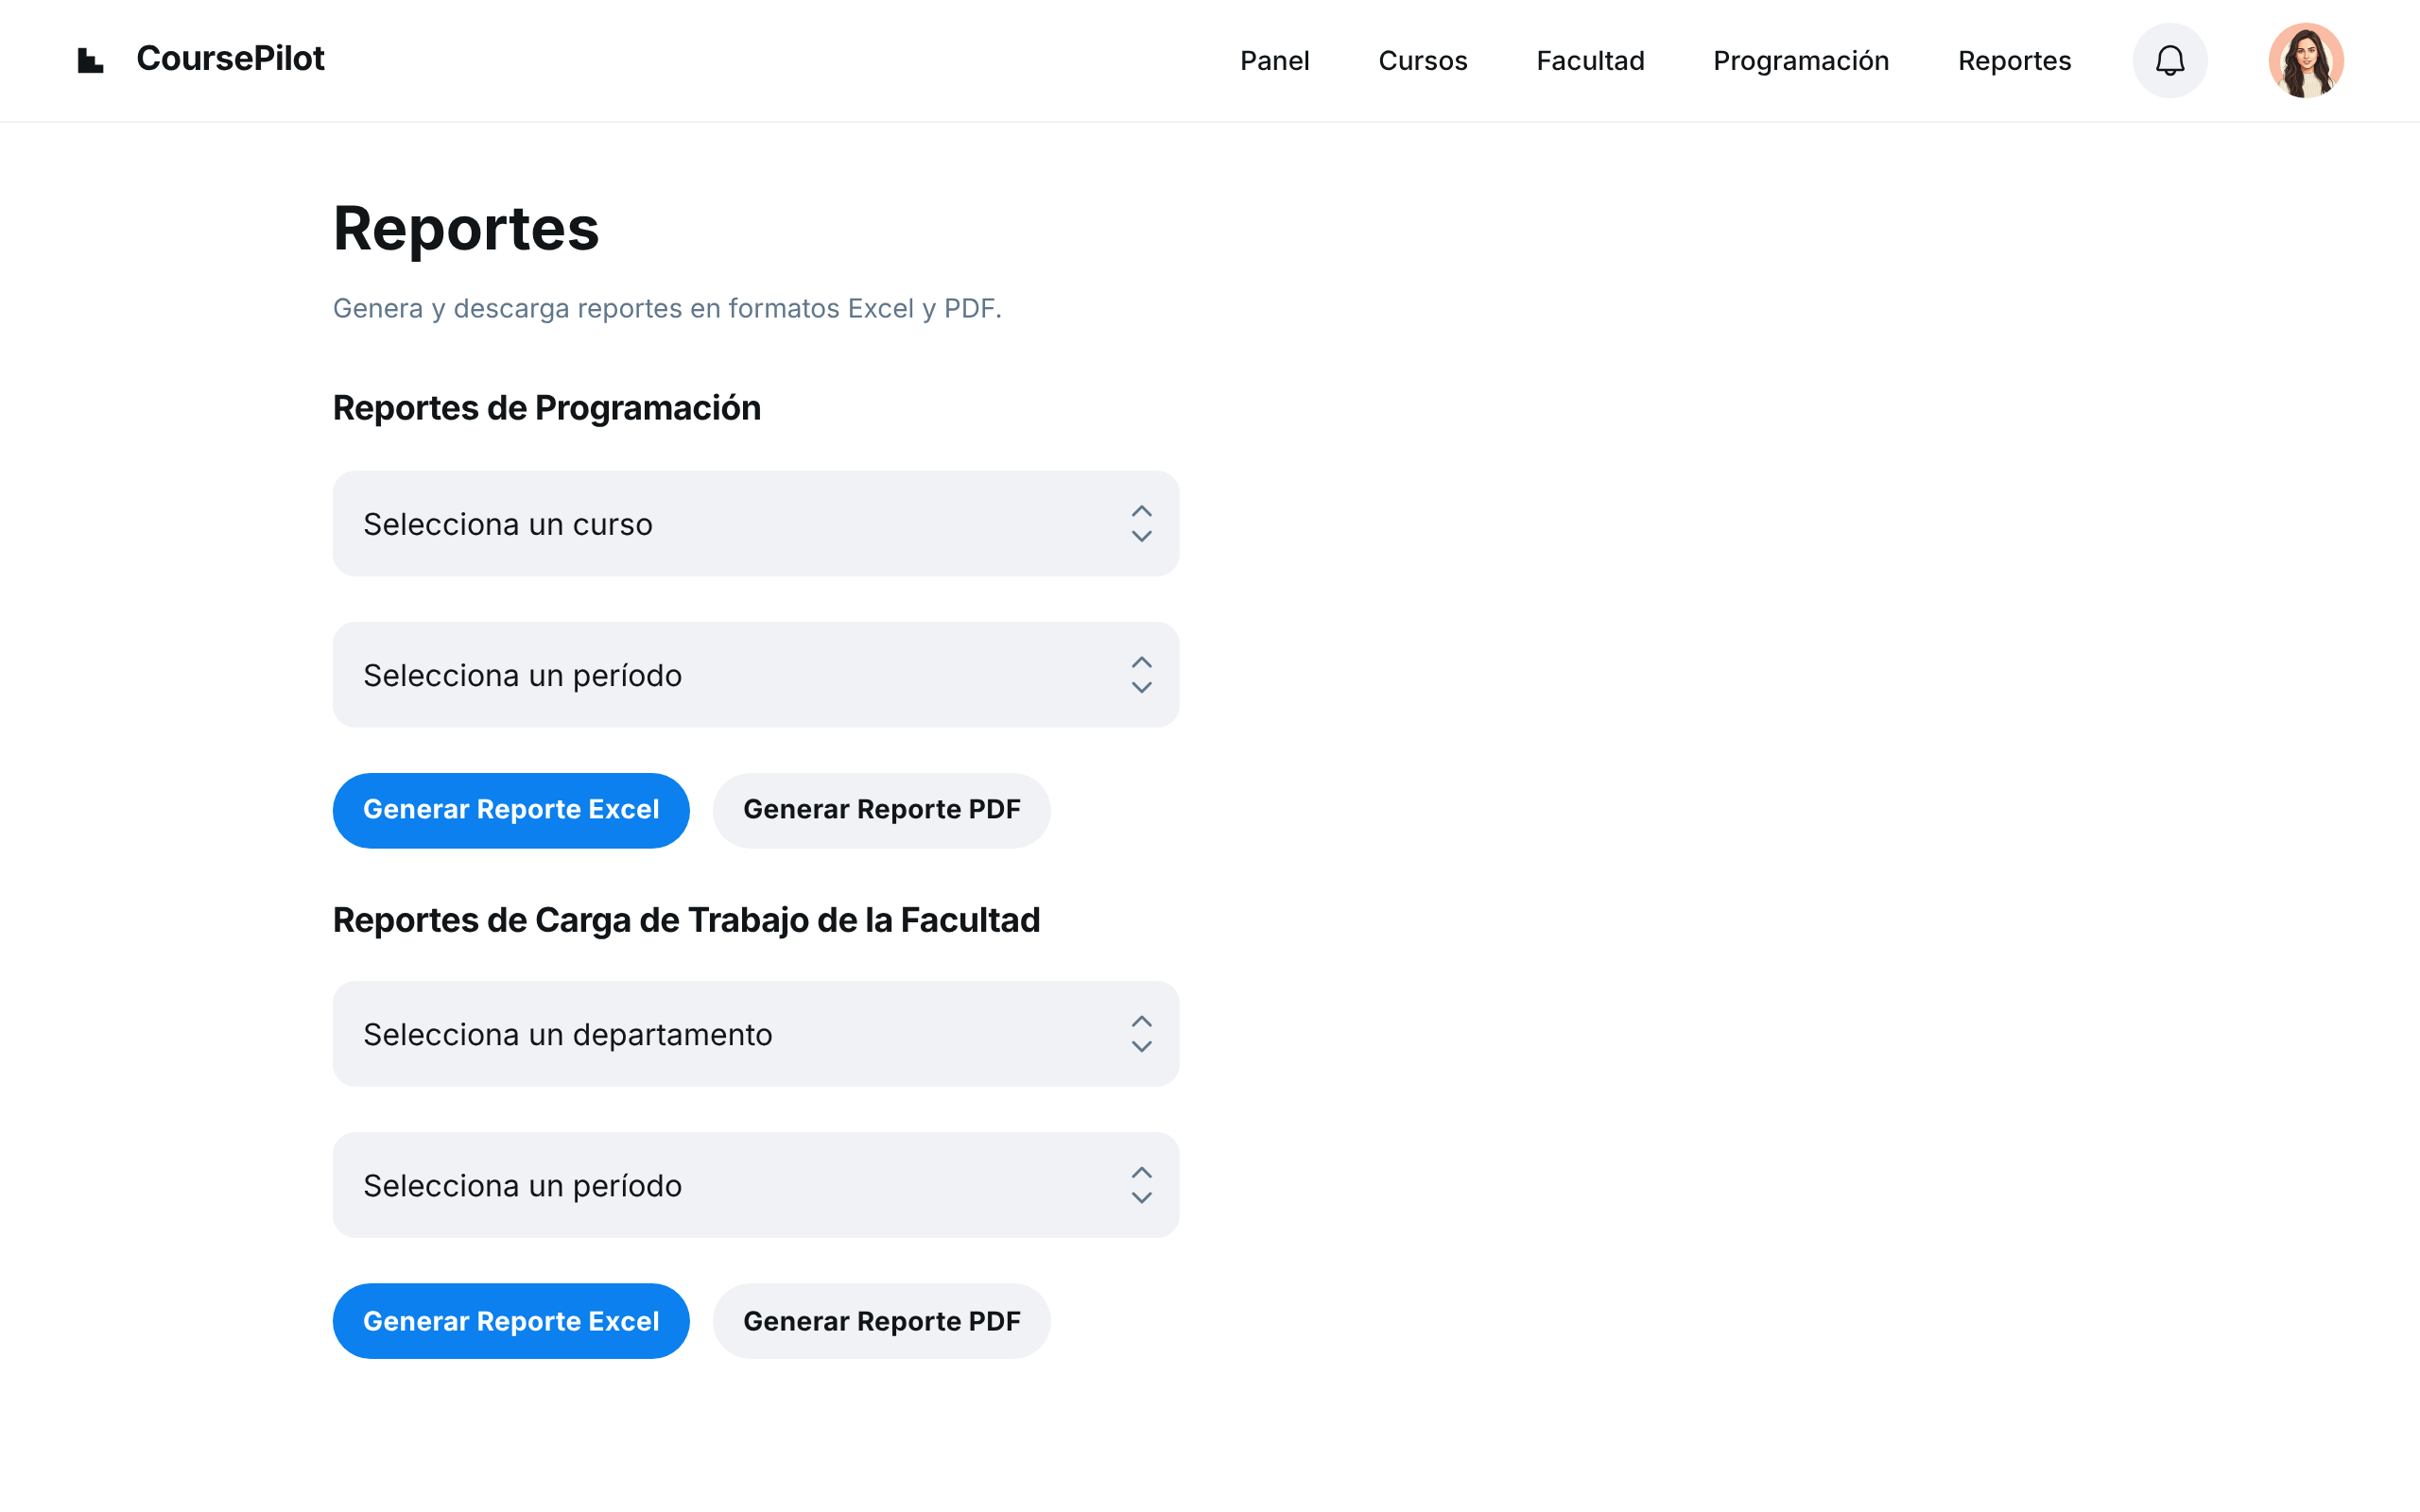 CoursePilot
Panel
Cursos
Facultad
Programación
Reportes
Reportes
Genera y descarga reportes en formatos Excel y PDF.
Reportes de Programación
Selecciona un curso
Selecciona un período
Generar Reporte Excel
Generar Reporte PDF
Reportes de Carga de Trabajo de la Facultad
Selecciona un departamento
Selecciona un período
Generar Reporte Excel
Generar Reporte PDF